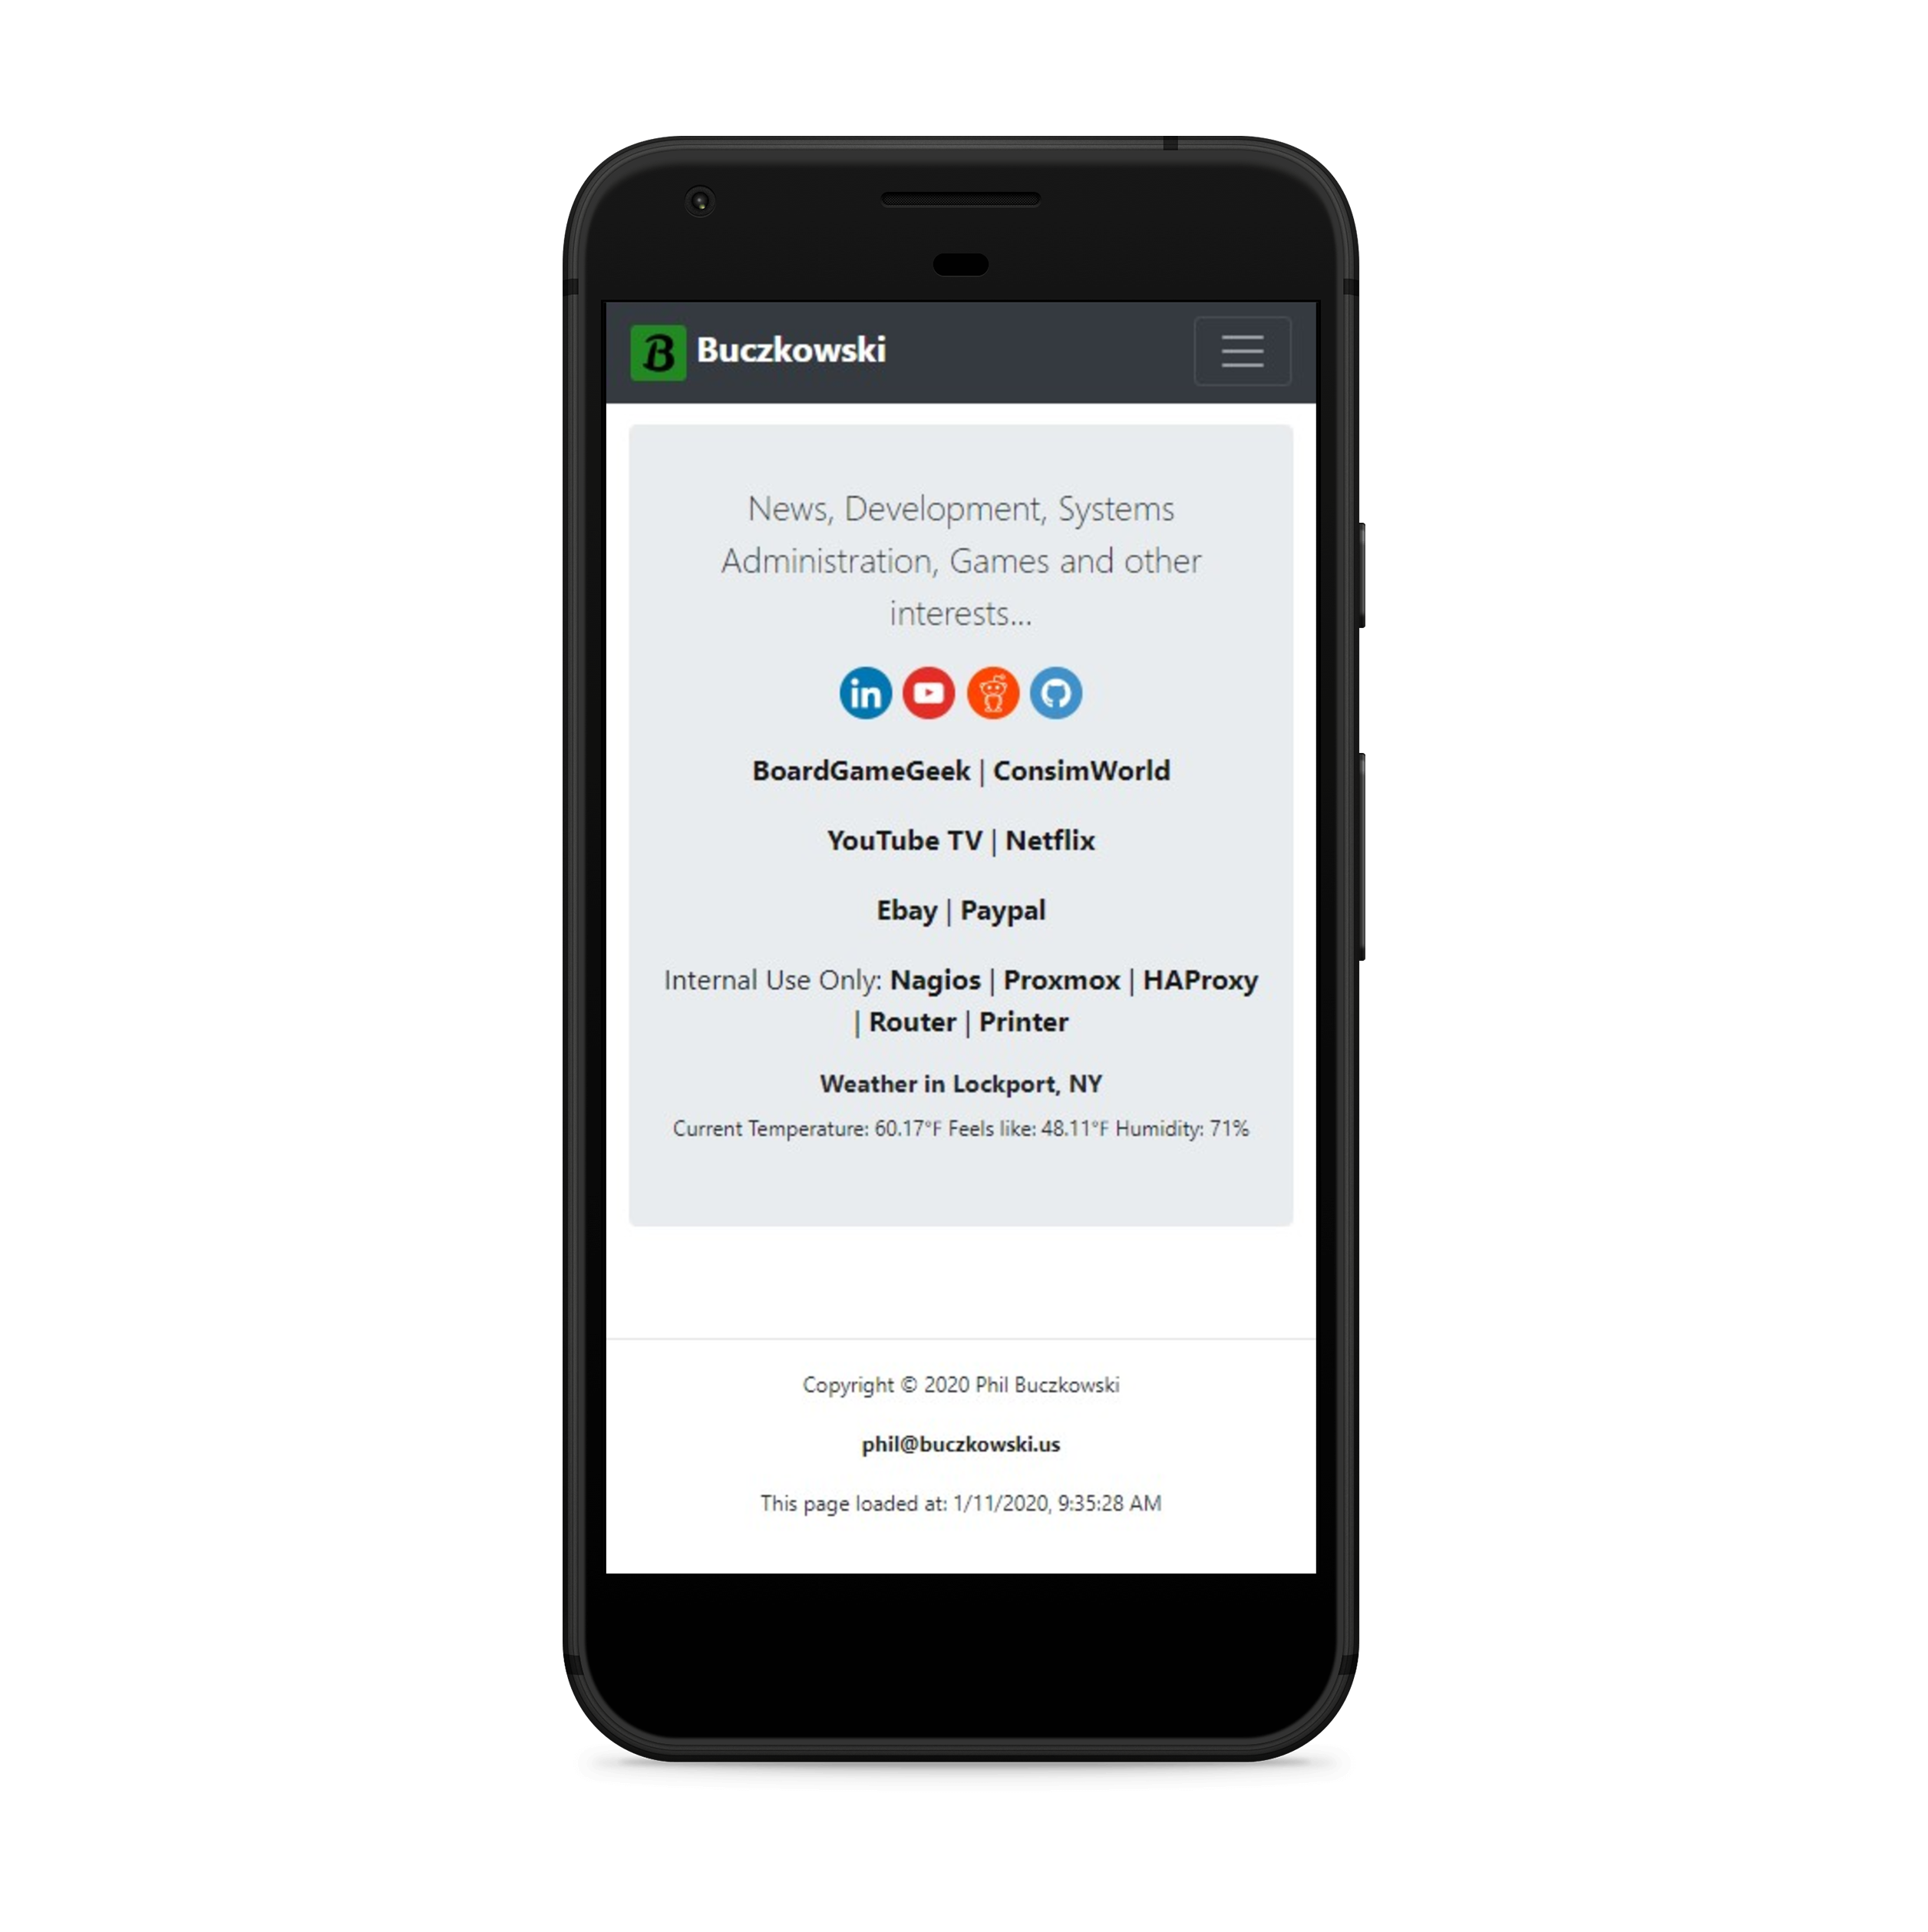 B Buczkowski
News, Development, Systems
Administration, Games and other
interests...
in
BoardGameGeek | ConsimWorld
YouTube TV | Netflix
Ebay | Paypal
Internal Use Only: Nagios | Proxmox | HAProxy
| Router | Printer
Weather in Lockport, NY
Current Temperature: 60.17°F Feels like: 48.11°F Humidity: 71%
Copyright © 2020 Phil Buczkowski
phil@buczkowski.us
This page loaded at: 1/11/2020, 9:35:28 AM